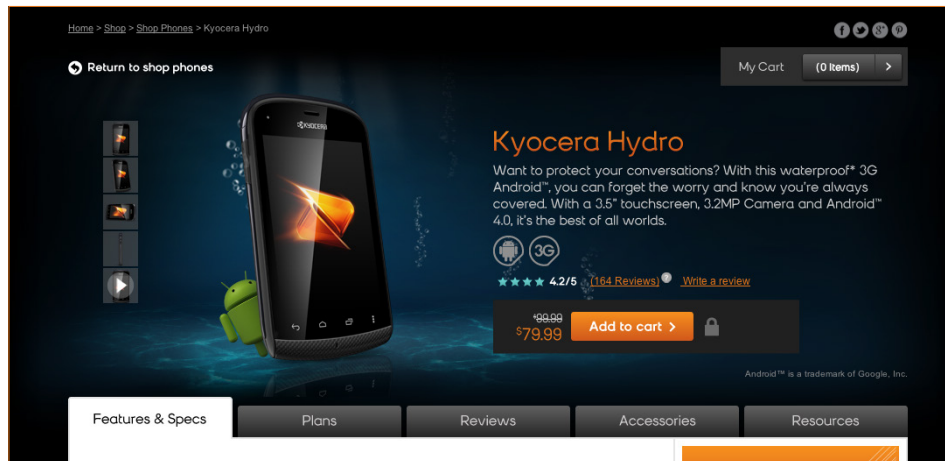 Home > Shop > Shop Phones > Kyocera Hydro
Return to shop phones
My Cart (0 Items) >
KYOCERA
Kyocera Hydro
Want to protect your conversations? With this waterproof* 3G
Android™, you can forget the worry and know you're always
covered. With a 3.5" touchscreen, 3.2MP Camera and Android™
4.0, it's the best of all worlds.
3G
4.2/5 (164 Reviews) ? Write a review
$99.99
$79.99 Add to cart >
Android™ is a trademark of Google, Inc.
Features & Specs Plans Reviews Accessories Resources